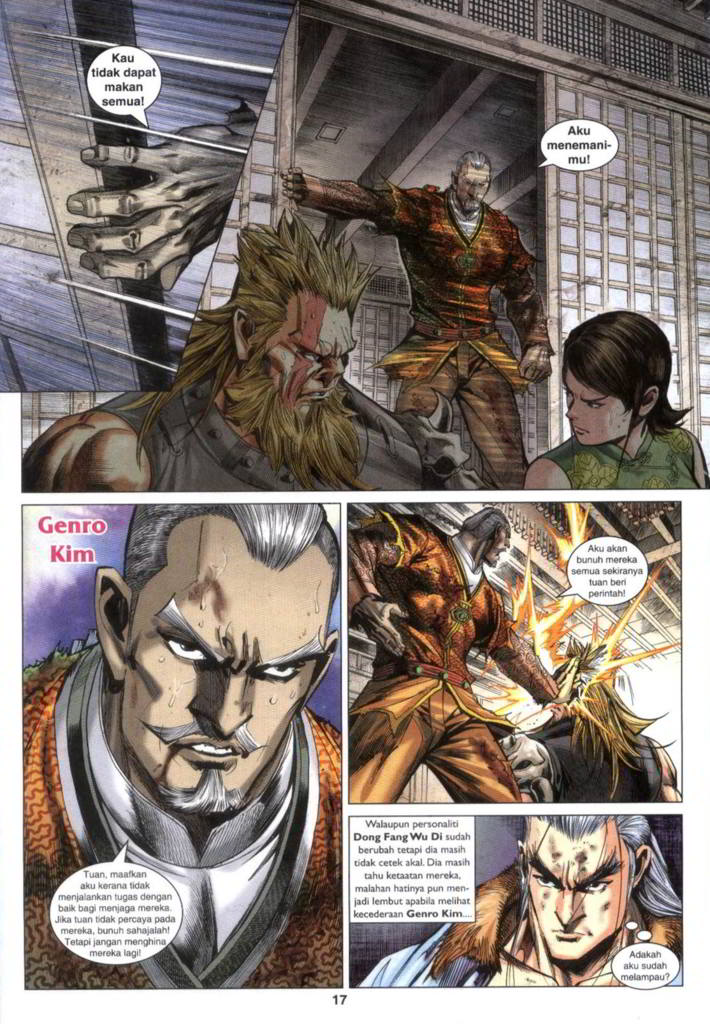 Kau
tidak dapat
makan
semua!
Aku
menemani-
mu!
Genro
Kim
Tuan, maafkan
aku kerana tidak
menjalankan tugas dengan
baik bagi menjaga mereka.
Jika tuan tidak percaya pada
mereka, bunuh sahajalah!
Tetapi jangan menghina
mereka lagi!
Aku akan
bunuh mereka
semua sekiranya
tuan beri
perintah!
Walaupun personaliti
Dong Fang Wu Di sudah
berubah tetapi dia masih
tidak cetek akal. Dia masih
tahu ketaatan mereka,
malahan hatinya pun men-
jadi lembut apabila melihat
kecederaan Genro Kim....
Adakah
aku sudah
melampau?
17